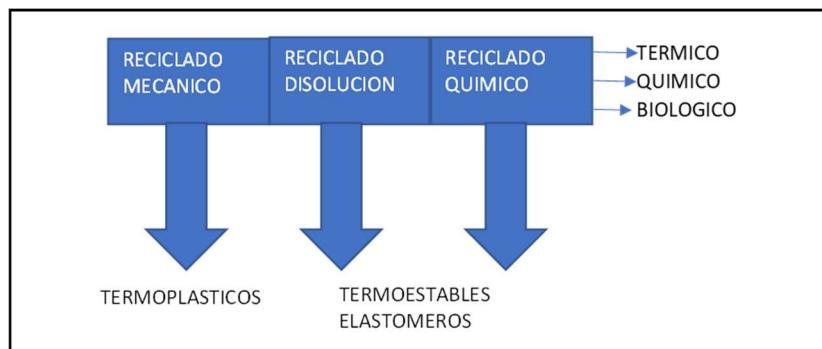 RECICLADO
MECANICO
RECICLADO
DISOLUCION
RECICLADO
QUIMICO
TERMICO
QUIMICO
BIOLOGICO
TERMOPLASTICOS
TERMOESTABLES
ELASTOMEROS